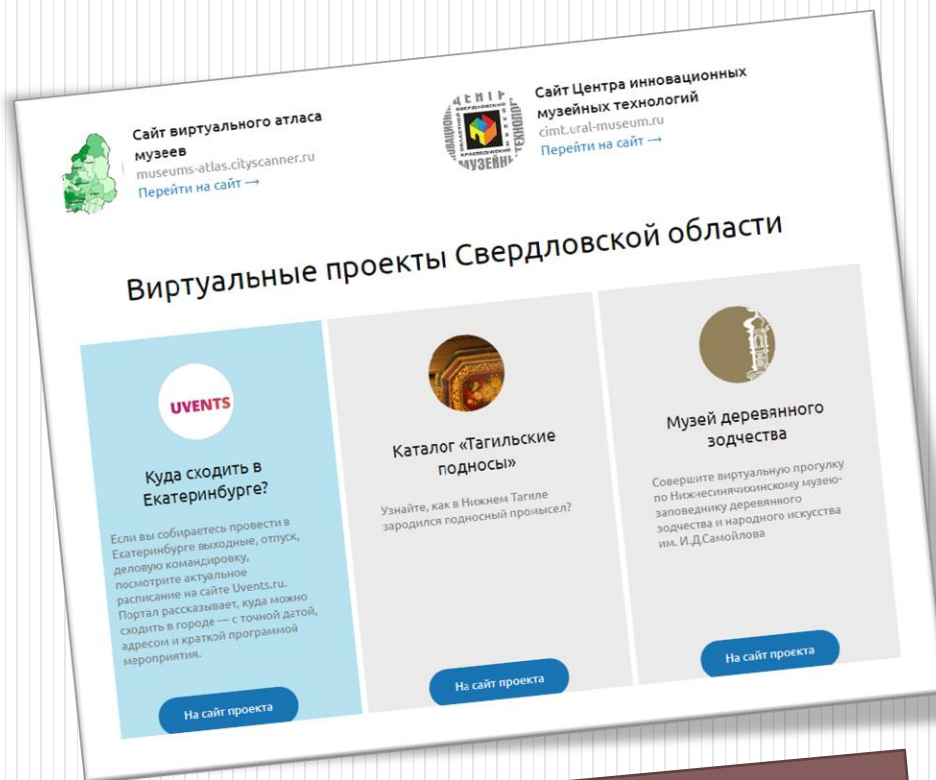 Сайт виртуального атласа
музеев
museums-atlas.cityscanner.ru
Перейти на сайт →
Сайт Центра инновационных
музейных технологий
cimt.ural-museum.ru
Перейти на сайт →
Виртуальные проекты Свердловской области
UVENTS
Куда сходить в
Екатеринбурге?
Если вы собираетесь провести в
Екатеринбурге выходные, отпуск,
деловую командировку,
посмотрите актуальное
расписание на сайте Uvents.ru.
Портал рассказывает, куда можно
сходить в городе — с точной датой,
адресом и краткой программой
мероприятия.
На сайт проекта
Каталог «Тагильские
подносы»
Узнайте, как в Нижнем Тагиле
зародился подносный промысел?
На сайт проекта
Музей деревянного
зодчества
Совершите виртуальную прогулку
по Нижнесинячихинскому музею-
заповеднику деревянного
зодчества и народного искусства
им. И.Д.Самойлова
На сайт проекта